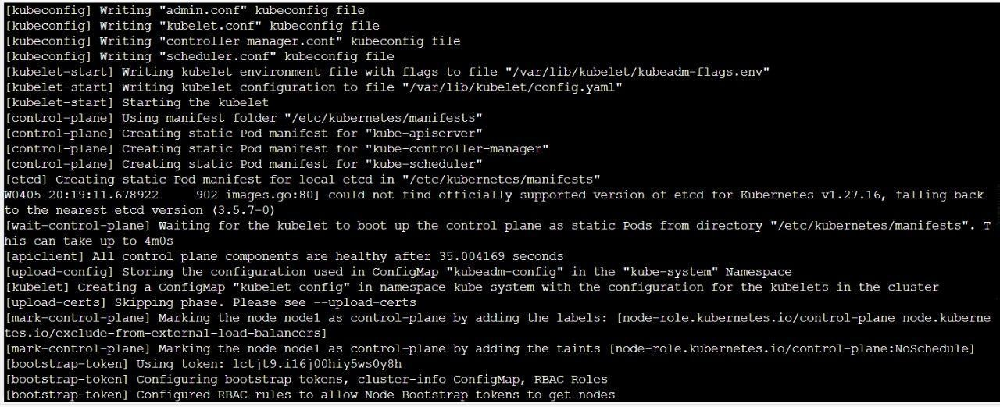 [kubeconfig] Writing "admin.conf" kubeconfig file
[kubeconfig] Writing "kubelet.conf" kubeconfig file
[kubeconfig] Writing "controller-manager.conf" kubeconfig file
[kubeconfig] Writing "scheduler.conf" kubeconfig file
[kubelet-start] Writing kubelet environment file with flags to file "/var/lib/kubelet/kubeadm-flags.env"
[kubelet-start] Writing kubelet configuration to file "/var/lib/kubelet/config.yaml"
[kubelet-start] Starting the kubelet
[control-plane] Using manifest folder "/etc/kubernetes/manifests"
[control-plane] Creating static Pod manifest for "kube-apiserver"
[control-plane] Creating static Pod manifest for "kube-controller-manager"
[control-plane] Creating static Pod manifest for "kube-scheduler"
[etcd] Creating static Pod manifest for local etcd in "/etc/kubernetes/manifests"
W0405 20:19:11.678922     902 images.go:80] could not find officially supported version of etcd for Kubernetes v1.27.16, falling back
to the nearest etcd version (3.5.7-0)
[wait-control-plane] Waiting for the kubelet to boot up the control plane as static Pods from directory "/etc/kubernetes/manifests". T
his can take up to 4m0s
[apiclient] All control plane components are healthy after 35.004169 seconds
[upload-config] Storing the configuration used in ConfigMap "kubeadm-config" in the "kube-system" Namespace
[kubelet] Creating a ConfigMap "kubelet-config" in namespace kube-system with the configuration for the kubelets in the cluster
[upload-certs] Skipping phase. Please see --upload-certs
[mark-control-plane] Marking the node node1 as control-plane by adding the labels: [node-role.kubernetes.io/control-plane node.kuberne
tes.io/exclude-from-external-load-balancers]
[mark-control-plane] Marking the node node1 as control-plane by adding the taints [node-role.kubernetes.io/control-plane:NoSchedule]
[bootstrap-token] Using token: lctjt9.i16j00hiy5ws0y8h
[bootstrap-token] Configuring bootstrap tokens, cluster-info ConfigMap, RBAC Roles
[bootstrap-token] Configured RBAC rules to allow Node Bootstrap tokens to get nodes